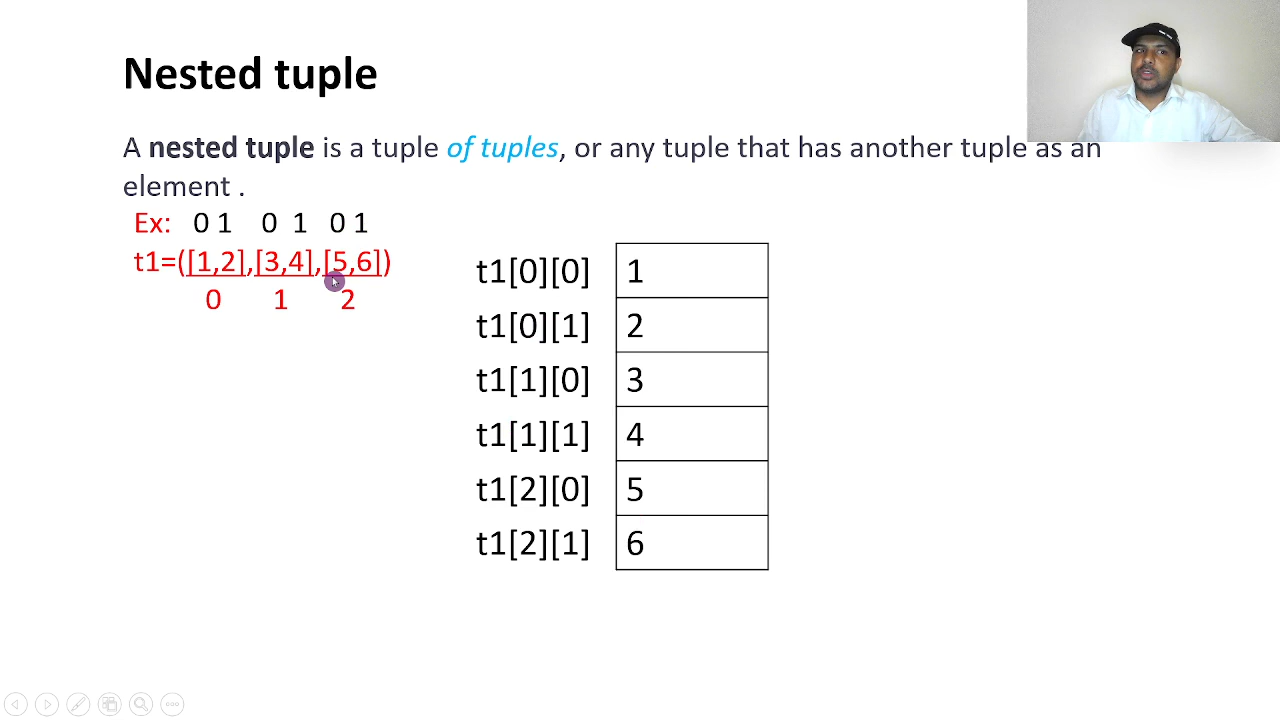 Nested tuple
A nested tuple is a tuple of tuples, or any tuple that has another tuple as an
element .
Ex: 0 1 0 1 0 1
t1=([1,2],[3,4],[5,6])
0 1 2
t1[0][0] 1
t1[0][1] 2
t1[1][0] 3
t1[1][1] 4
t1[2][0] 5
t1[2][1] 6